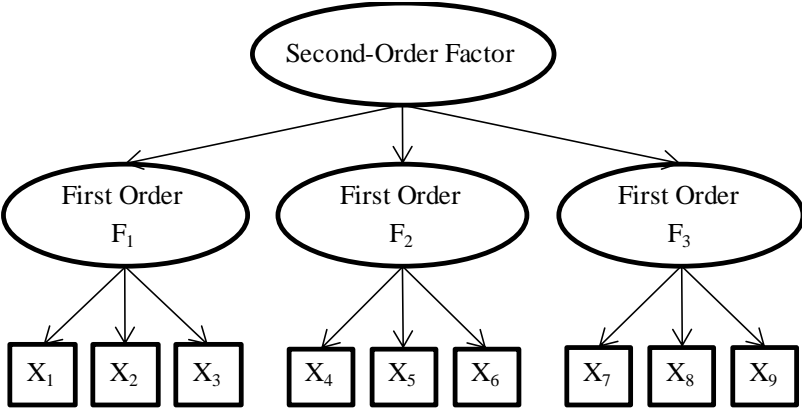 Second-Order Factor
First Order
F₁
First Order
F₂
First Order
F₃
X₁ X₂ X₃ X₄ X₅ X₆ X₇ X₈ X₉